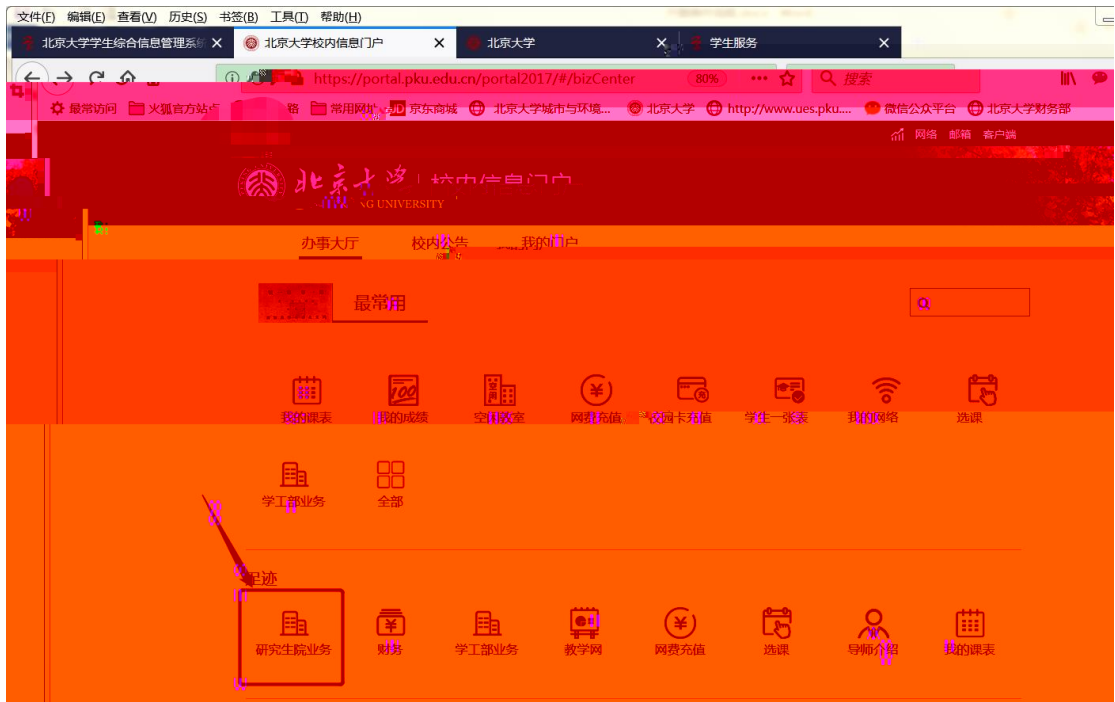 文件(F) 编辑(E) 查看(V) 历史(S) 书签(B) 工具(T) 帮助(H)
北京大学学生综合信息管理系统 北京大学校内信息门户 北京大学 学生服务
https://portal.pku.edu.cn/portal2017/#/bizCenter 80% 搜索
最常访问 火狐官方站点 常用网址 JD 京东商城 北京大学城市与环境... 北京大学 http://www.ues.pku.... 微信公众平台 北京大学财务部
网络 邮箱 客户端
北京大学 校内信息门户
NG UNIVERSITY
办事大厅 校内公告 我的门户
最常用
我的课表 我的成绩 空闲教室 网费充值 校园卡充值 学生一张表 我的网络 选课
学工部业务 全部
足迹
研究生院业务 财务 学工部业务 教学网 网费充值 选课 导师介绍 我的课表